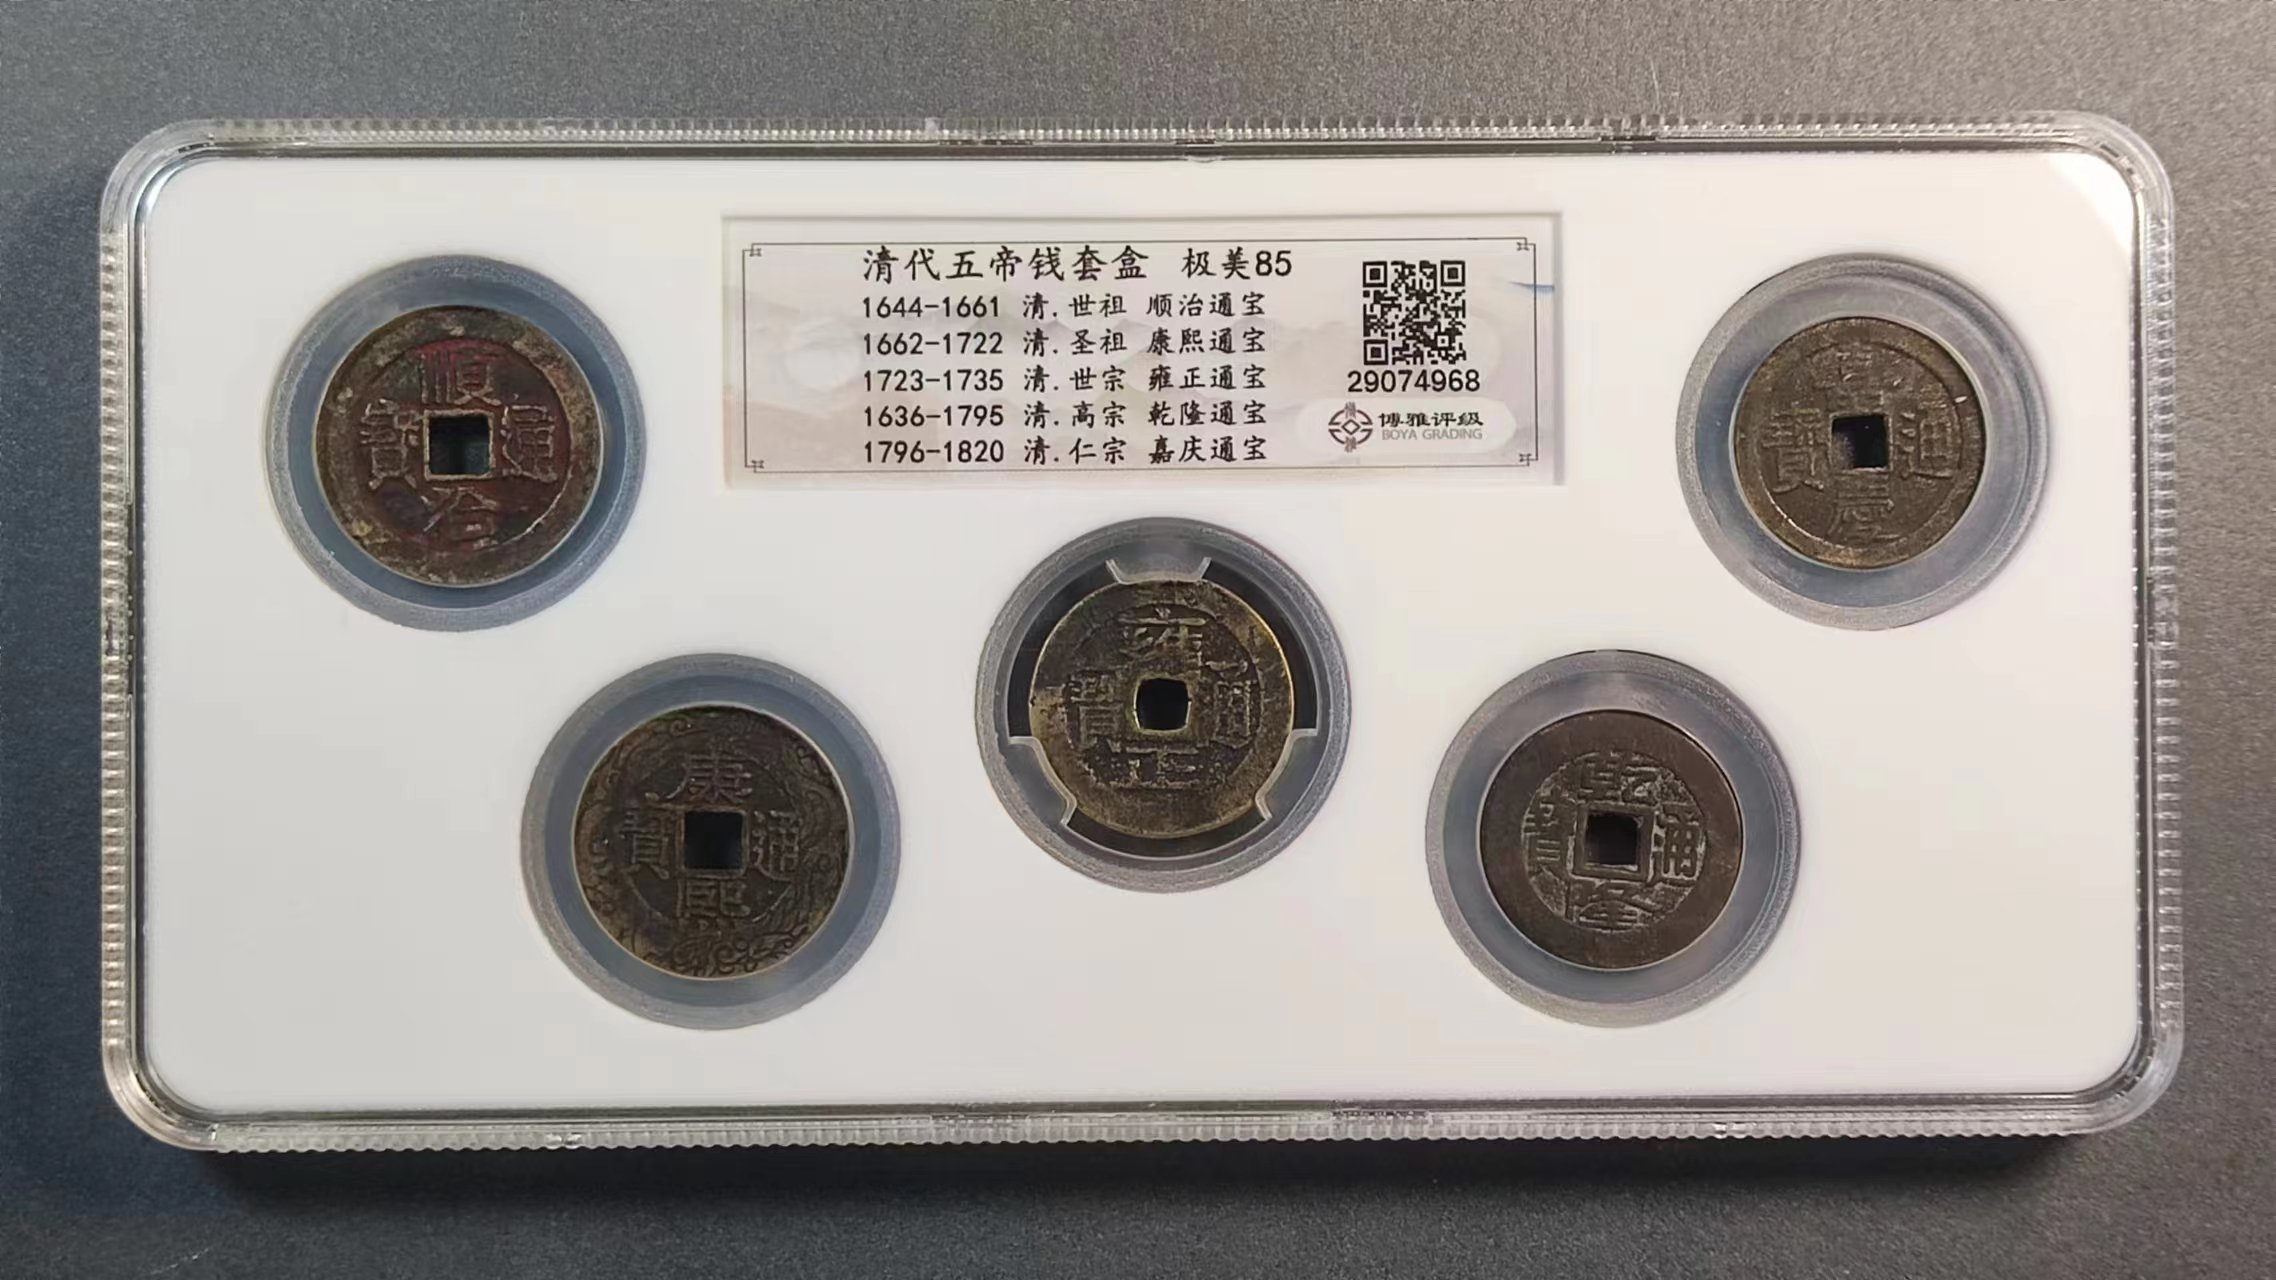 清代五帝钱套盒 极美85
1644-1661 清.世祖 顺治通宝
1662-1722 清.圣祖 康熙通宝
1723-1735 清.世宗 雍正通宝
1636-1795 清.高宗 乾隆通宝
1796-1820 清.仁宗 嘉庆通宝
29074968
博雅评级
BOYA GRADING
順治通寶
康熙通寶
雍正通寶
乾隆通寶
嘉慶通寶